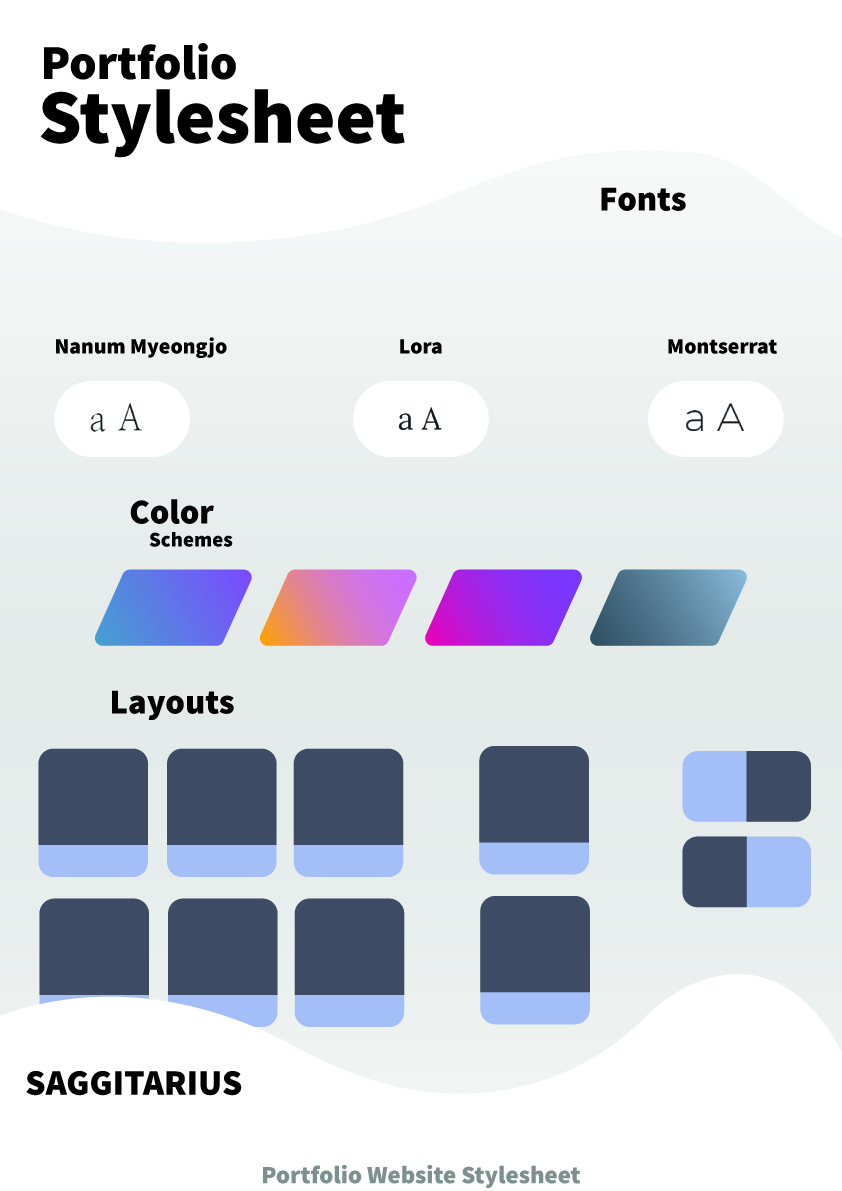 Portfolio
Stylesheet
Fonts
Nanum Myeongjo
Lora
Montserrat
a A
a A
a A
Color
Schemes
Layouts
SAGGITARIUS
Portfolio Website Stylesheet